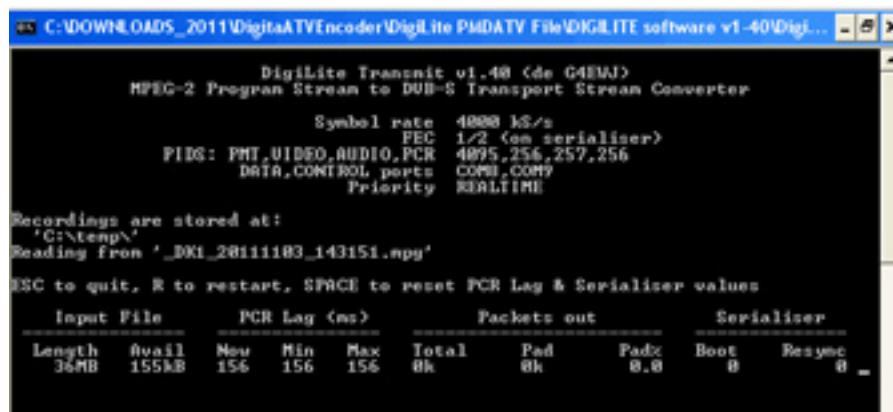 C:\DOWNLOADS_2011\DigitaATVEncoder\DigiLite PMDATV File\DIGILITE software v1-40\Digi...
DigiLite Transmit v1.40 (de G4EWJ)
MPEG-2 Program Stream to DVB-S Transport Stream Converter
Symbol rate 4000 kS/s
FEC 1/2 (on serialiser)
PIDS: PMT,VIDEO,AUDIO,PCR 4095,256,257,256
DATA,CONTROL ports COM8,COM9
Priority REALTIME
Recordings are stored at:
'C:\temp\'
Reading from '_DK1_20111103_143151.mpg'
ESC to quit, R to restart, SPACE to reset PCR Lag & Serialiser values
Input File PCR Lag (ms) Packets out Serialiser
Length Avail Now Min Max Total Pad Pad% Boot Resync
36MB 155kB 156 156 156 0k 0k 0.0 0 0